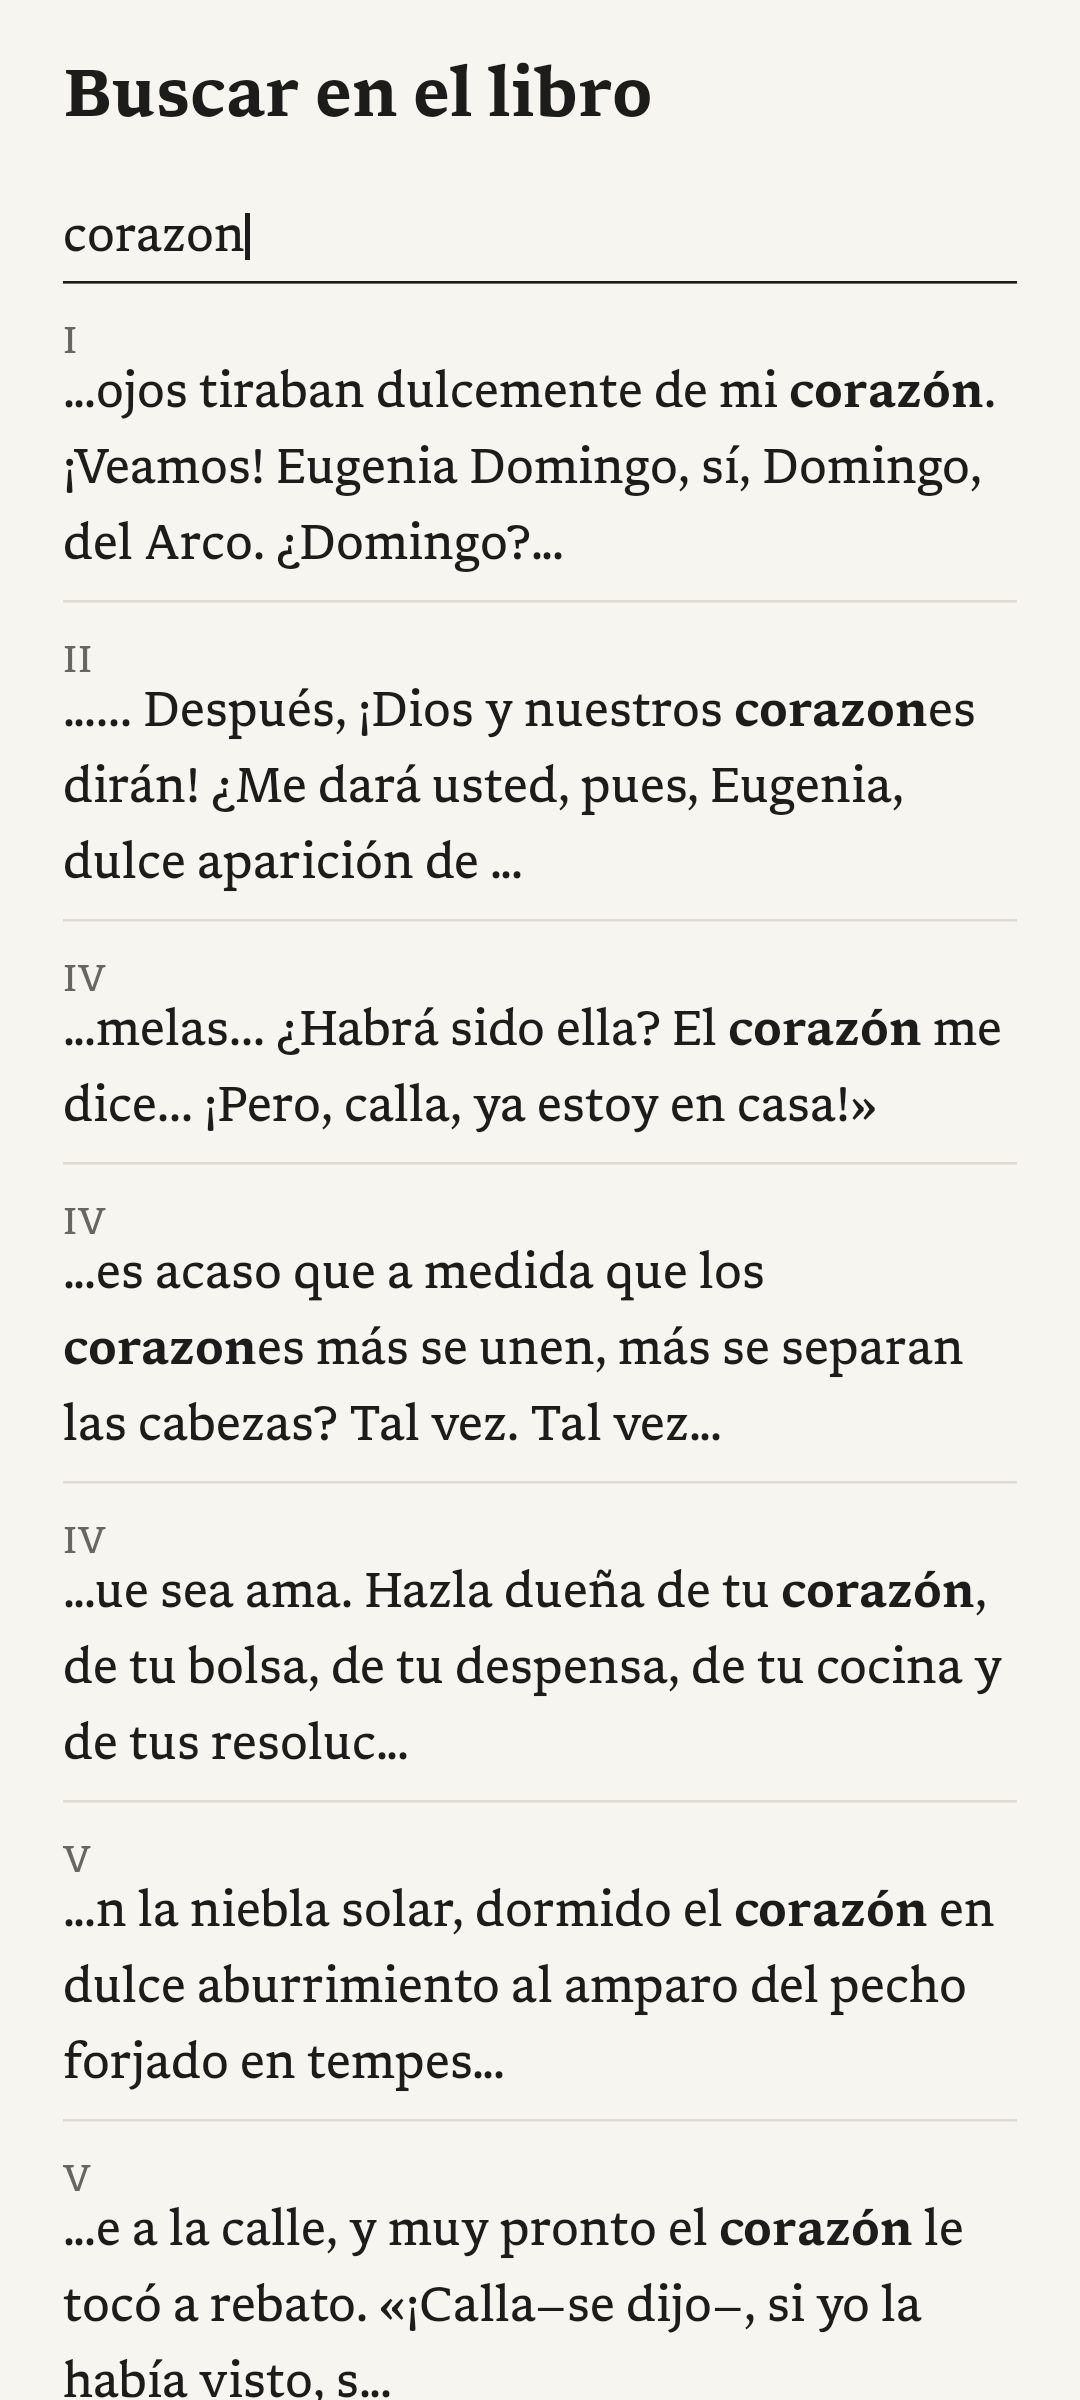 Buscar en el libro
corazon
I
...ojos tiraban dulcemente de mi corazón.
¡Veamos! Eugenia Domingo, sí, Domingo,
del Arco. ¿Domingo?...
II
...... Después, ¡Dios y nuestros corazones
dirán! ¿Me dará usted, pues, Eugenia,
dulce aparición de ...
IV
...melas... ¿Habrá sido ella? El corazón me
dice... ¡Pero, calla, ya estoy en casa!»
IV
...es acaso que a medida que los
corazones más se unen, más se separan
las cabezas? Tal vez. Tal vez...
IV
...ue sea ama. Hazla dueña de tu corazón,
de tu bolsa, de tu despensa, de tu cocina y
de tus resoluc...
V
...n la niebla solar, dormido el corazón en
dulce aburrimiento al amparo del pecho
forjado en tempes...
V
...e a la calle, y muy pronto el corazón le
tocó a rebato. «¡Calla–se dijo–, si yo la
había visto, s...